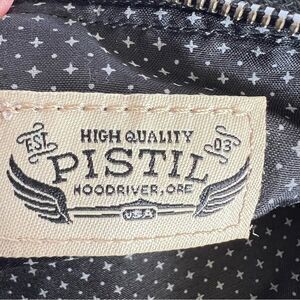 HIGH QUALITY
EST. 03
PISTIL
HOODRIVER, ORE
USA